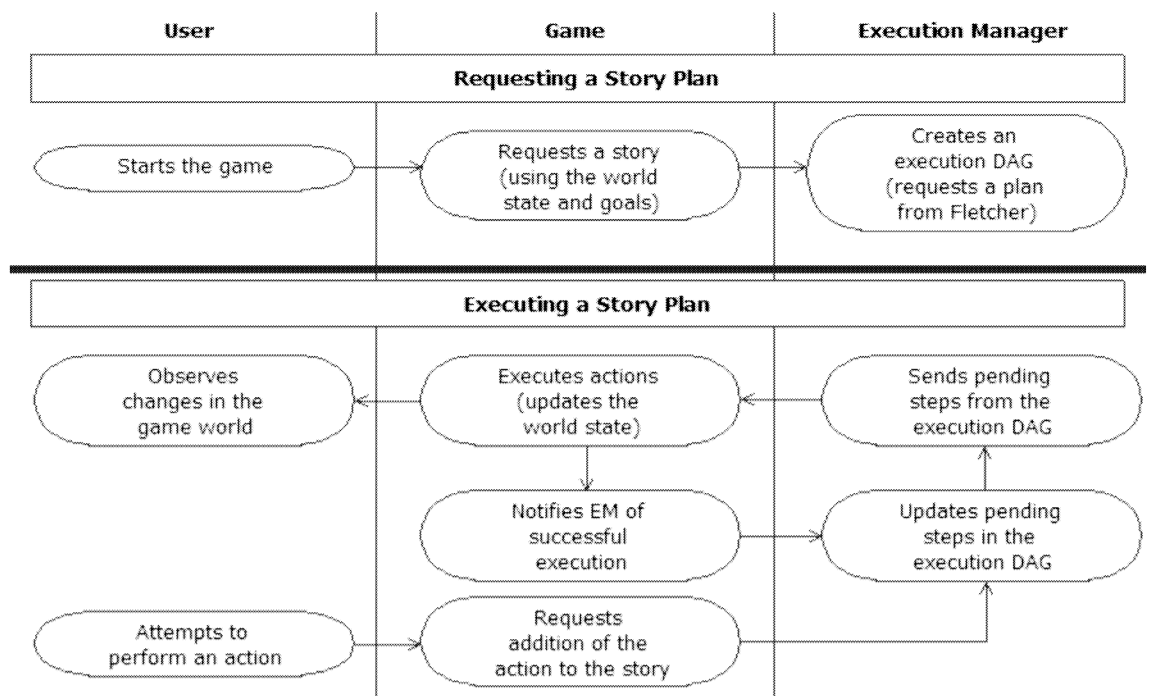 User
Game
Execution Manager
Requesting a Story Plan
Starts the game
Requests a story
(using the world
state and goals)
Creates an
execution DAG
(requests a plan
from Fletcher)
Executing a Story Plan
Observes
changes in the
game world
Executes actions
(updates the
world state)
Sends pending
steps from the
execution DAG
Notifies EM of
successful
execution
Updates pending
steps in the
execution DAG
Attempts to
perform an action
Requests
addition of the
action to the story